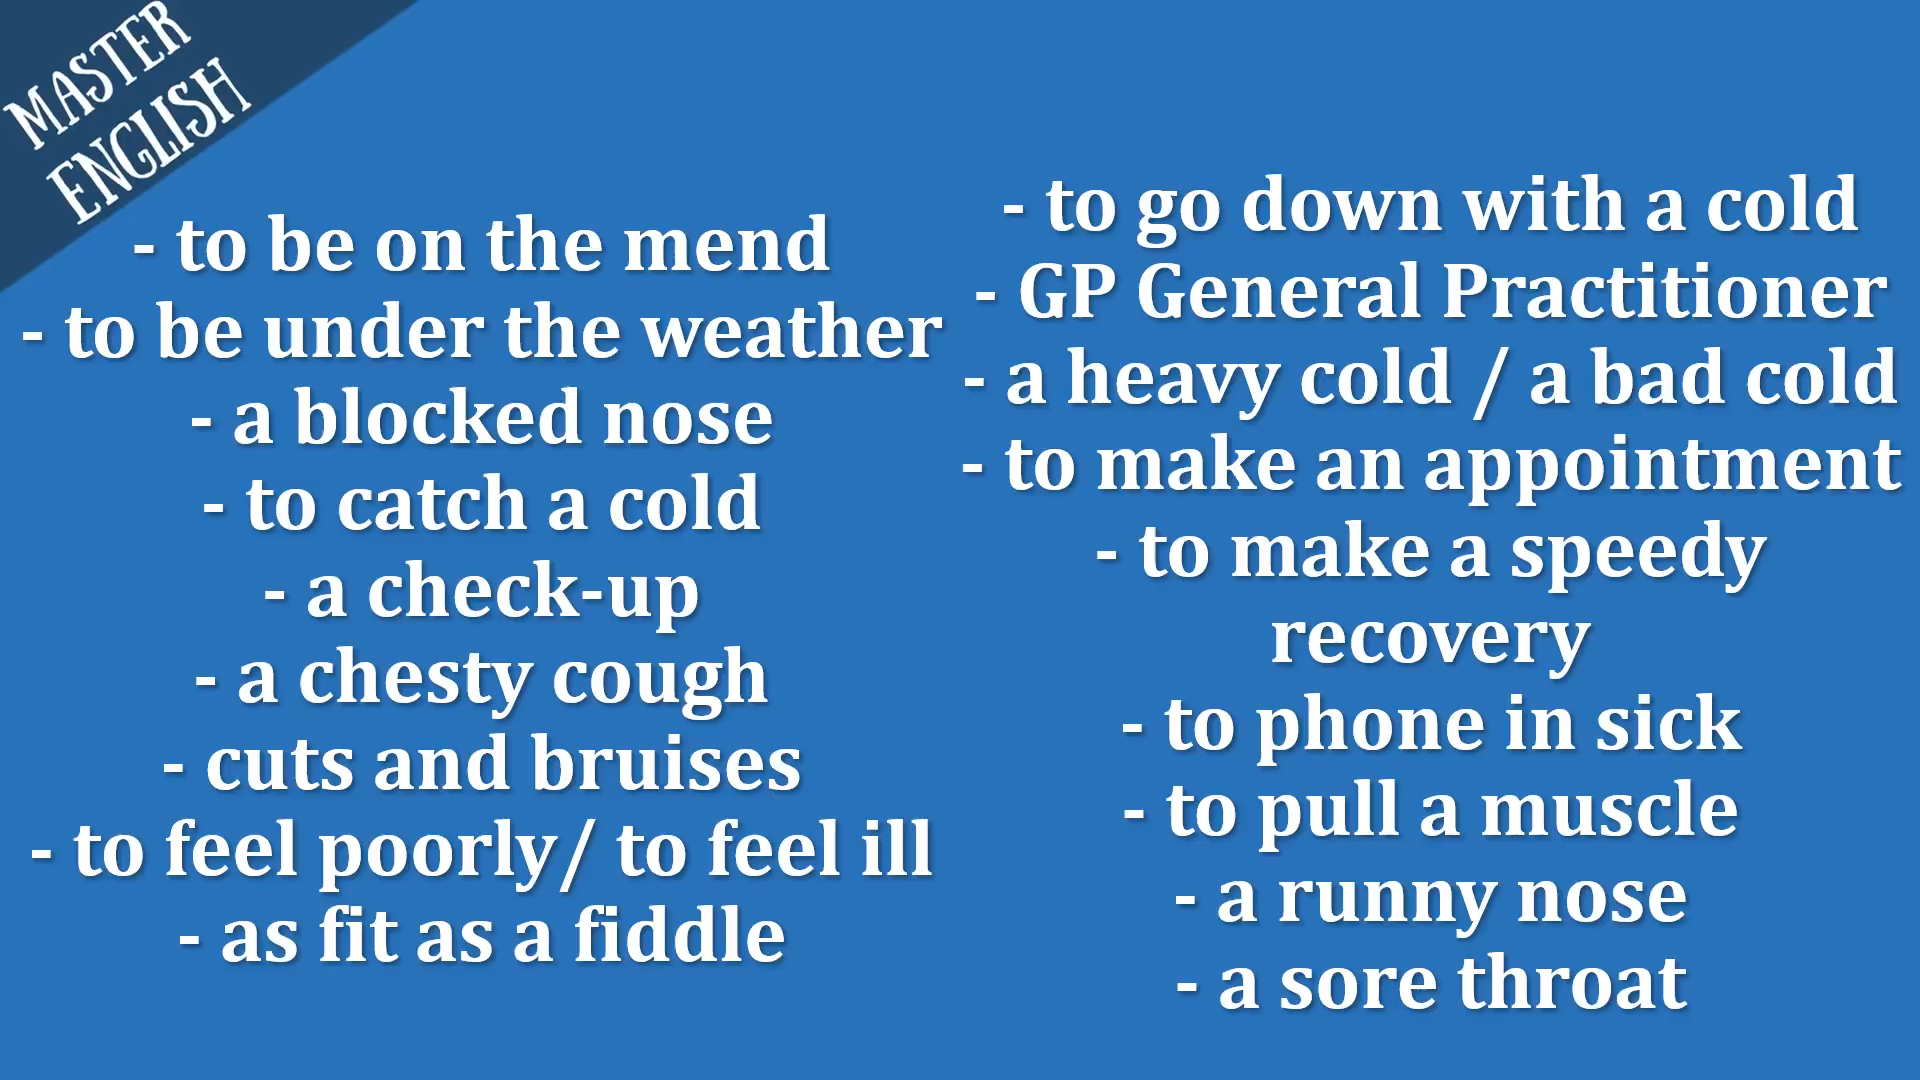 MASTER
ENGLISH
- to be on the mend
- to be under the weather
- a blocked nose
- to catch a cold
- a check-up
- a chesty cough
- cuts and bruises
- to feel poorly/ to feel ill
- as fit as a fiddle
- to go down with a cold
- GP General Practitioner
- a heavy cold / a bad cold
- to make an appointment
- to make a speedy
recovery
- to phone in sick
- to pull a muscle
- a runny nose
- a sore throat